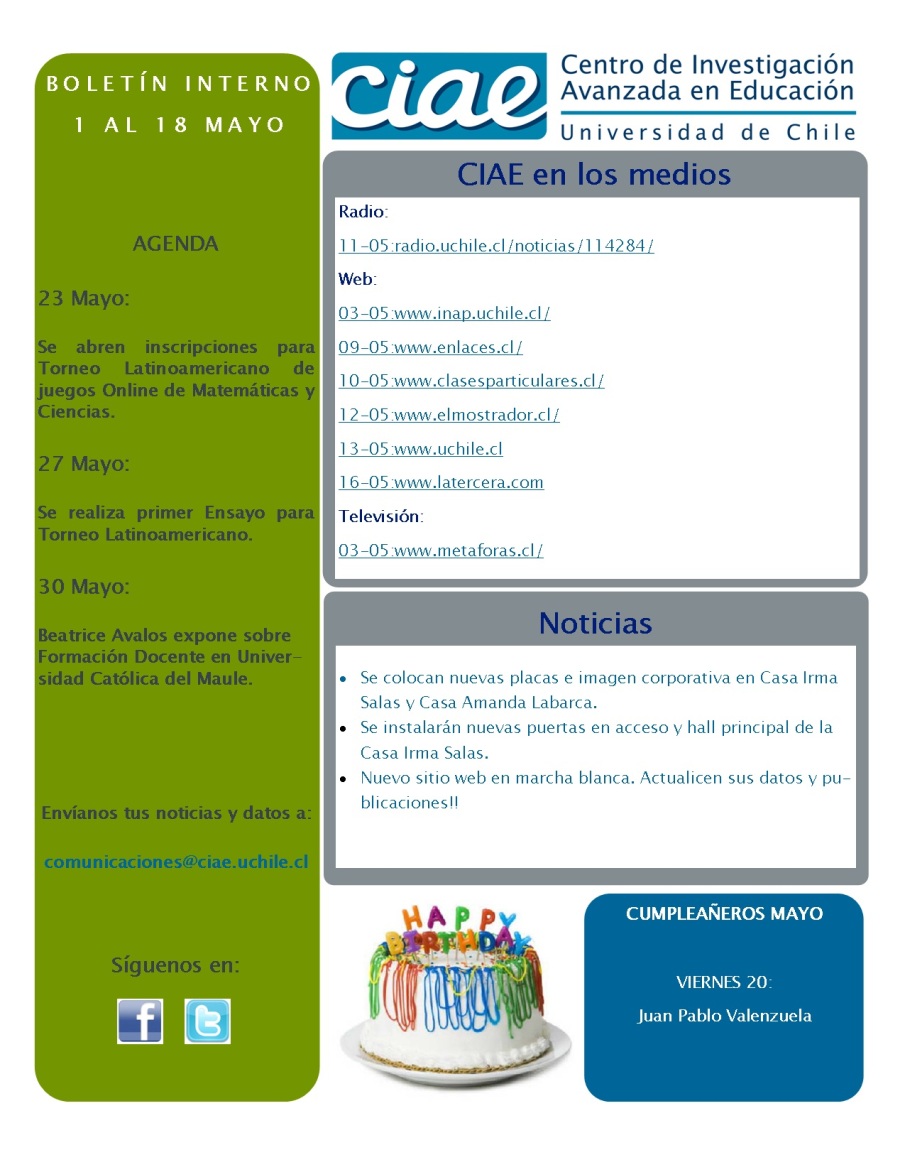 BOLETÍN INTERNO
1 AL 18 MAYO
AGENDA
23 Mayo:
Se abren inscripciones para
Torneo Latinoamericano de
juegos Online de Matemáticas y
Ciencias.
27 Mayo:
Se realiza primer Ensayo para
Torneo Latinoamericano.
30 Mayo:
Beatrice Avalos expone sobre
Formación Docente en Univer-
sidad Católica del Maule.
Envíanos tus noticias y datos a:
comunicaciones@ciae.uchile.cl
Síguenos en:
f t
ciae
Centro de Investigación
Avanzada en Educación
Universidad de Chile
CIAE en los medios
Radio:
11-05:radio.uchile.cl/noticias/114284/
Web:
03-05:www.inap.uchile.cl/
09-05:www.enlaces.cl/
10-05:www.clasesparticulares.cl/
12-05:www.elmostrador.cl/
13-05:www.uchile.cl
16-05:www.latercera.com
Televisión:
03-05:www.metaforas.cl/
Noticias
• Se colocan nuevas placas e imagen corporativa en Casa Irma
Salas y Casa Amanda Labarca.
• Se instalarán nuevas puertas en acceso y hall principal de la
Casa Irma Salas.
• Nuevo sitio web en marcha blanca. Actualicen sus datos y pu-
blicaciones!!
HAPPY
BIRTHDAY
CUMPLEAÑEROS MAYO
VIERNES 20:
Juan Pablo Valenzuela